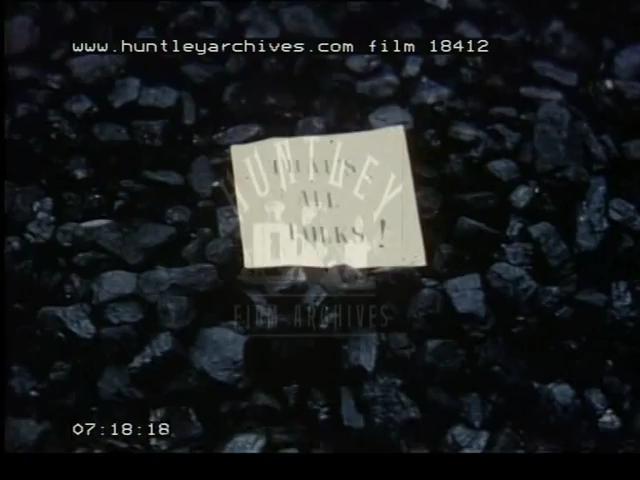 www.huntleyarchives.com film 18412
HUNTLEY
THAT'S
ALL
FOLKS!
FILM ARCHIVES
07:18:18